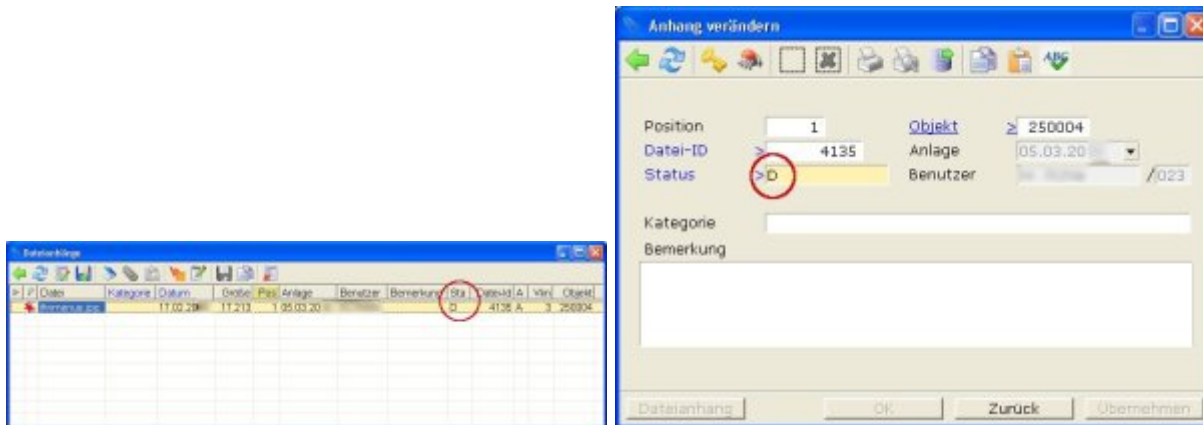 Dateianhänge
> P Datei Kategorie Datum Größe Pos Anlage Benutzer Bemerkung Sta Datei-Id A Objekt
17.02.20 17.213 1 05.03.20 D 4135 A 3 250004
Anhang verändern
ABC
Position 1 Objekt > 250004
Datei-ID > 4135 Anlage 05.03.20
Status >D Benutzer /023
Kategorie
Bemerkung
Dateianhang OK Zurück Übernehmen